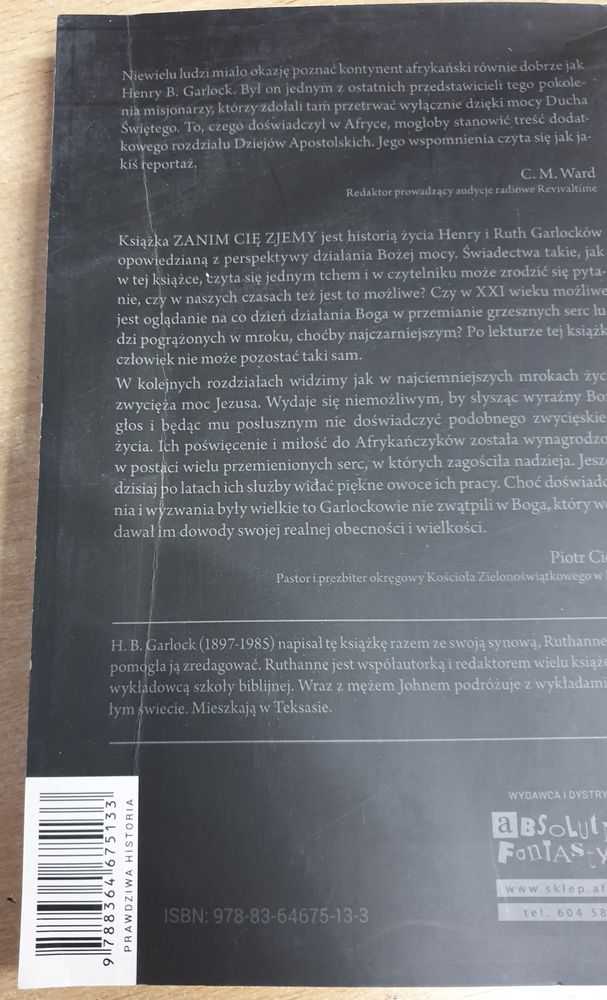 Niewielu ludzi miało okazję poznać kontynent afrykański równie dobrze jak
Henry B. Garlock. Był on jednym z ostatnich przedstawicieli tego pokole-
nia misjonarzy, którzy zdołali tam przetrwać wyłącznie dzięki mocy Ducha
Świętego. To, czego doświadczył w Afryce, mogłoby stanowić treść dodat-
kowego rozdziału Dziejów Apostolskich. Jego wspomnienia czyta się jak ja-
kiś reportaż.
C. M. Ward
Redaktor prowadzący audycje radiowe Revivaltime
Książka ZANIM CIĘ ZJEMY jest historią życia Henry i Ruth Garlocków
opowiedzianą z perspektywy działania Bożej mocy. Świadectwa takie, jak
w tej książce, czyta się jednym tchem i w czytelniku może zrodzić się pyta-
nie, czy w naszych czasach też jest to możliwe? Czy w XXI wieku możliwe
jest oglądanie na co dzień działania Boga w przemianie grzesznych serc lu
dzi pogrążonych w mroku, choćby najczarniejszym? Po lekturze tej książk
człowiek nie może pozostać taki sam.
W kolejnych rozdziałach widzimy jak w najciemniejszych mrokach życ
zwycięża moc Jezusa. Wydaje się niemożliwym, by słysząc wyraźny Bo
głos i będąc mu posłusznym nie doświadczyć podobnego zwycięskie
życia. Ich poświęcenie i miłość do Afrykańczyków została wynagrodzo
w postaci wielu przemienionych serc, w których zagościła nadzieja. Jesz
dzisiaj po latach ich służby widać piękne owoce ich pracy. Choć doświadc
nia i wyzwania były wielkie to Garlockowie nie zwątpili w Boga, który w
dawał im dowody swojej realnej obecności i wielkości.
Piotr Cie
Pastor i prezbiter okręgowy Kościoła Zielonoświątkowego w
H. B. Garlock (1897-1985) napisał tę książkę razem ze swoją synową, Ruthann
pomogła ją zredagować. Ruthanne jest współautorką i redaktorem wielu książe
wykładowcą szkoły biblijnej. Wraz z mężem Johnem podróżuje z wykładami
łym świecie. Mieszkają w Teksasie.
WYDAWCA I DYSTRY
aBSOLUT
FanTAS-Y
www.sklep.af
tel. 604 58
ISBN: 978-83-64675-13-3
9 788364 675133
PRAWDZIWA HISTORIA